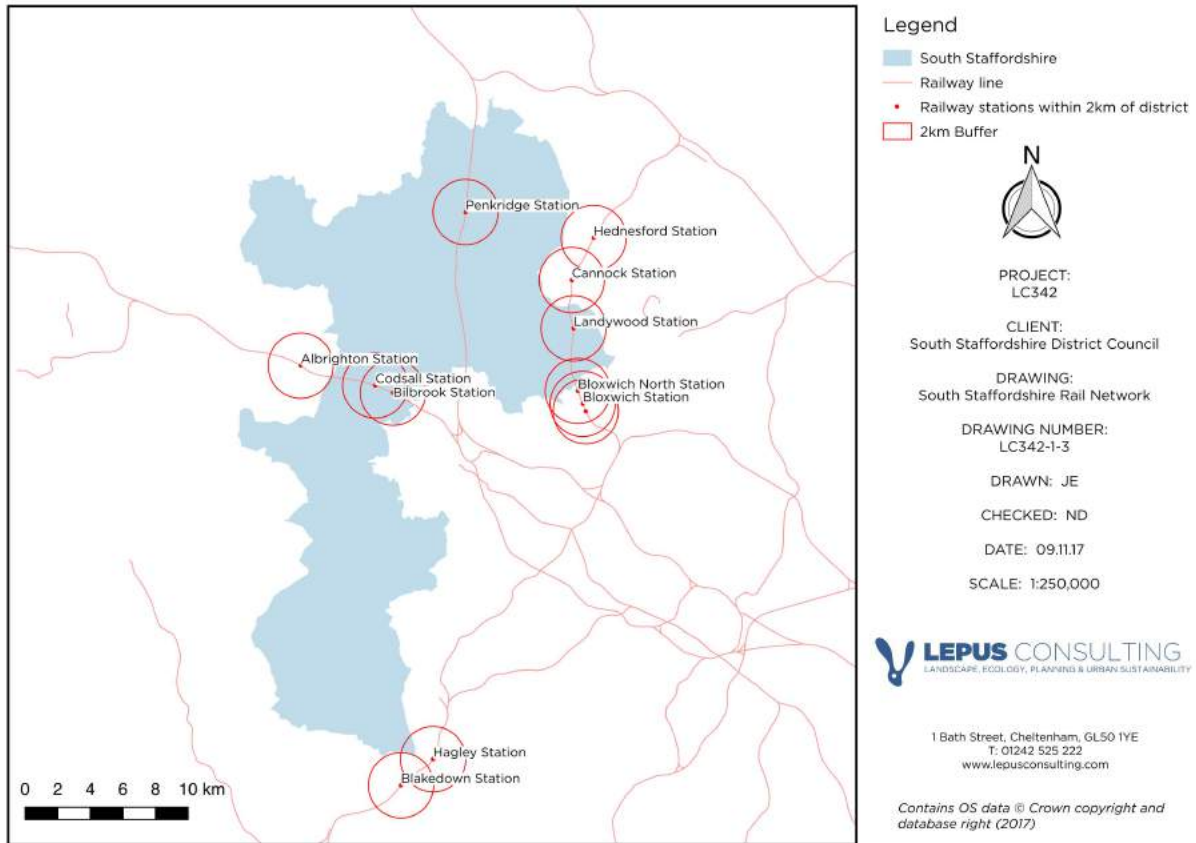 Penkridge Station
Hednesford Station
Cannock Station
Landywood Station
Albrighton Station
Codsall Station
Bilbrook Station
Bloxwich North Station
Bloxwich Station
Hagley Station
Blakedown Station
0 2 4 6 8 10 km
Legend
South Staffordshire
Railway line
Railway stations within 2km of district
2km Buffer
N
PROJECT:
LC342
CLIENT:
South Staffordshire District Council
DRAWING:
South Staffordshire Rail Network
DRAWING NUMBER:
LC342-1-3
DRAWN: JE
CHECKED: ND
DATE: 09.11.17
SCALE: 1:250,000
LEPUS CONSULTING
LANDSCAPE, ECOLOGY, PLANNING & URBAN SUSTAINABILITY
1 Bath Street, Cheltenham, GL50 1YE
T: 01242 525 222
www.lepusconsulting.com
Contains OS data © Crown copyright and
database right (2017)